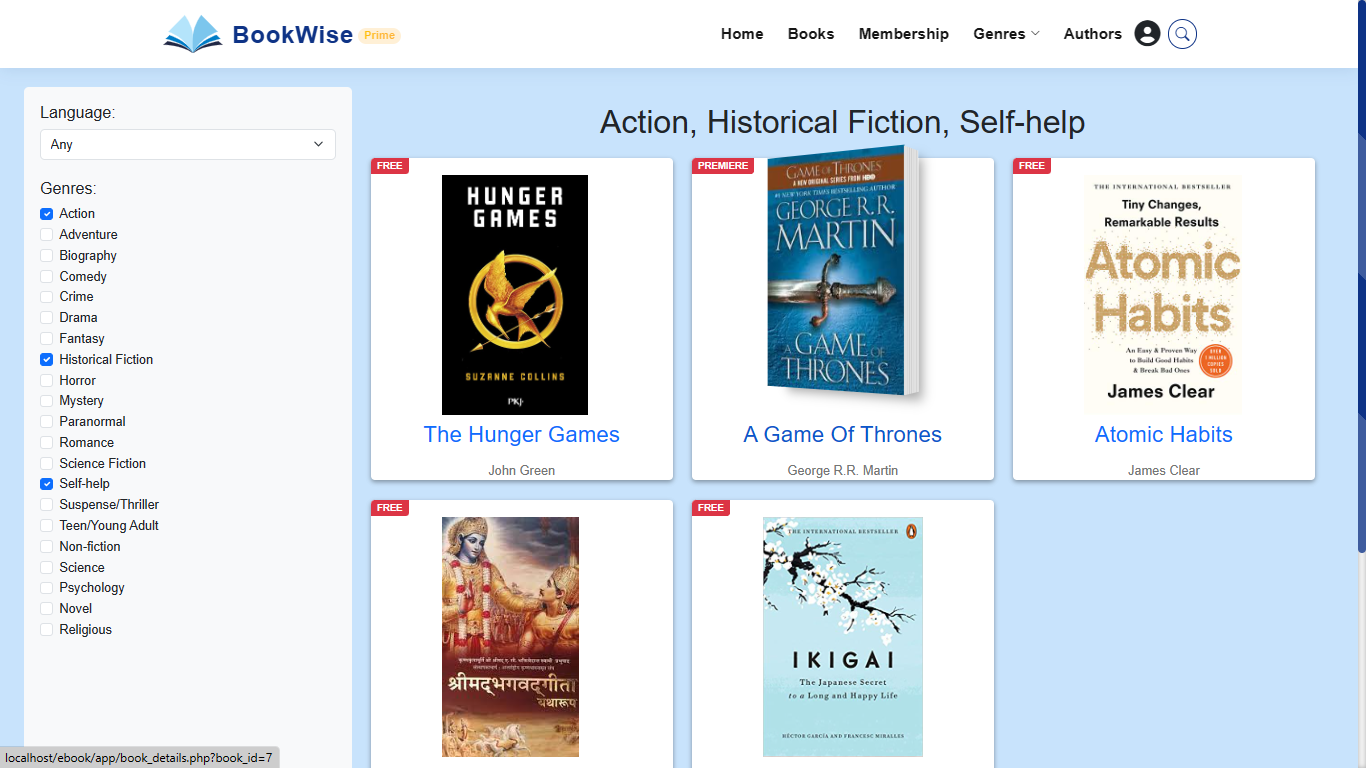 BookWise Prime
Home Books Membership Genres Authors
Language:
Any
Genres:
Action
Adventure
Biography
Comedy
Crime
Drama
Fantasy
Historical Fiction
Horror
Mystery
Paranormal
Romance
Science Fiction
Self-help
Suspense/Thriller
Teen/Young Adult
Non-fiction
Science
Psychology
Novel
Religious
Action, Historical Fiction, Self-help
FREE
HUNGER
GAMES
SUZANNE COLLINS
PKJ·
The Hunger Games
John Green
PREMIERE
GAME OF THRONES
A NEW ORIGINAL SERIES FROM HBO
#1 NEW YORK TIMES BESTSELLING AUTHOR
GEORGE R.R.
MARTIN
A GAME OF
THRONES
A Game Of Thrones
George R.R. Martin
FREE
THE INTERNATIONAL BESTSELLER
Tiny Changes,
Remarkable Results
Atomic
Habits
An Easy & Proven Way
to Build Good Habits
& Break Bad Ones
OVER
1 MILLION
COPIES
SOLD
James Clear
Atomic Habits
James Clear
FREE
श्रीमद्भगवद्गीता
यथारूप
FREE
THE INTERNATIONAL BESTSELLER
IKIGAI
The Japanese Secret
to a Long and Happy Life
HÉCTOR GARCÍA AND FRANCESC MIRALLES
localhost/ebook/app/book_details.php?book_id=7